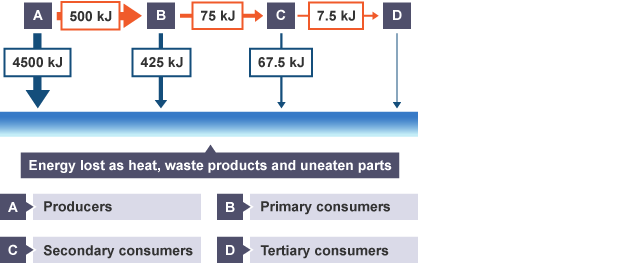 A 500 kJ B 75 kJ C 7.5 kJ D
4500 kJ 425 kJ 67.5 kJ
Energy lost as heat, waste products and uneaten parts
A Producers B Primary consumers
C Secondary consumers D Tertiary consumers